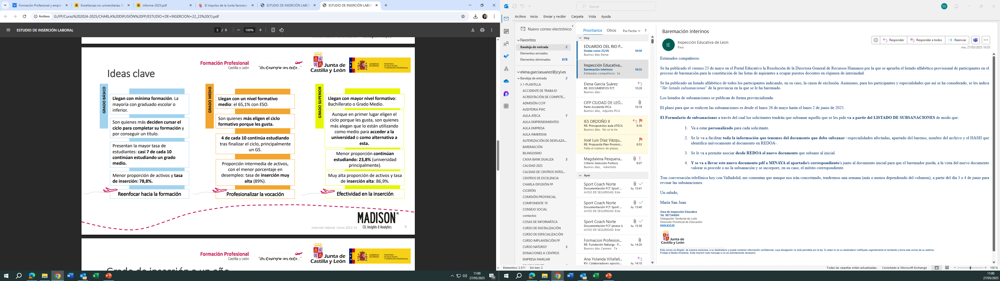 Formación Profesional y emple
Enseñanzas no universitarias. Fo
informe-2023.pdf
El impulso de la Junta favorece
ESTUDIO DE INSERCIÓN LABOR
ESTUDIO DE INSERCIÓN LABOR
Archivo
G:/FP/Curso%202024-2025/CHARLA%20DIFUSIÓN%20FP/ESTUDIO+DE+INSERCION+22_23%20(1).pdf
ESTUDIO DE INSERCIÓN LABORAL
5 / 9
100%
Formación Profesional
Castilla y León
"Un itinerario con éxito..."
Junta de
Castilla y León
GOBIERNO
DE ESPAÑA
MINISTERIO
DE EDUCACIÓN
Y FORMACIÓN PROFESIONAL
Ideas clave
GRADO BÁSICO
Llegan con mínima formación. La
mayoría con graduado escolar o
inferior.
Son quienes más deciden cursar el
ciclo para completar su formación y
por conseguir un título.
Presentan la mayor tasa de
estudiantes: casi 7 de cada 10
continúan estudiando un grado
medio.
Menor proporción de activos y tasa
de inserción: 78,8%.
Reenfocar hacia la formación
GRADO MEDIO
Llegan con un nivel formativo
medio: el 65,1% con ESO.
Son quienes más eligen el ciclo
formativo porque les gusta.
4 de cada 10 continúa estudiando
tras finalizar el ciclo, principalmente
un GS.
Proporción intermedia de activos,
con el menor porcentaje en
desempleo: tasa de inserción muy
alta (89%).
Profesionalizar la vocación
GRADO SUPERIOR
Llegan con mayor nivel formativo:
Bachillerato o Grado Medio.
Aunque en primer lugar eligen el
ciclo porque les gusta, son quienes
más alegan que lo están utilizando
como medio para acceder a la
universidad o como alternativa a
esta.
Menor proporción continúan
estudiando: 23,8% (universidad
principalmente).
Muy alta proporción de activos y tasa
de inserción alta: 86,9%.
Efectividad en la inserción
Inserción laboral. Curso 2022-23
MADISON
CX, Insights & Analytics
5
Formación Profesional
Castilla y León
"Un itinerario con éxito..."
Junta de
Castilla y León
GOBIERNO
DE ESPAÑA
MINISTERIO
DE EDUCACIÓN
Y FORMACIÓN PROFESIONAL
Grado de inserción a un año
11:00
27/05/2025
19
Buscar
EG
Archivo
Inicio
Enviar y recibir
Carpeta
Vista
Ayuda
Nuevo correo electrónico
Favoritos
Bandeja de entrada 2
Elementos enviados
Elementos eliminados 878
elena.garciasuarez@jcyl.es
Bandeja de entrada 2
1-PLANTILLA
ACCIDENTE DE TRABAJO
ACREDITACIÓN DE COMPETE...
ADMISIÓN CCFF
AUDITORIA PWC
AULA ATECA 7
AULA EMPRENDIMIENTOS
AULA EMPRESA
AULA INMERSIVA
AUTORIZACIÓN DE DESPLAZA...
BAREMACIÓN
BILINGUISMO
CAIXA BANK DUALIZA 3
CALIDAD 2023
CALIDAD DE CENTROS INTEG...
CENTROS DE EXCELENCIA
CHARLA DIFUSIÓN FP
CICERÓN
COMISIÓN PROVINCIAL
COMPONENTE 19
CONSEJO SOCIAL
contactos
COSAS DE INFORMÁTICA
CURSO DE DIGITALIZACIÓN
CURSO DE ESPECIALIZACIÓN
CURSO IMPLANTACIÓN FP
CURSO NATURGY 3
DONACIONES A CENTROS
EMPRESA FAMILIAR
Prioritarios
Otros
Por Fecha
Hoy
EDUARDO DEL RIO P...
Dudas curso 25/26 10:50
Buenos días Elena:
Inspección Educativa...
Baremación interinos 10:35
Estimados compañeros: Se
Elena García Suárez
RE: DOCUMENTOS FCT 10:28
Buenos días :
CIFP CIUDAD DE LEÓ...
Parte Accidente PICA 10:18
Buenos días, Adjunto PICA
IES ORDOÑO II
RE: Presupuestos aula ATECA 9:36
Buenos días. No se lo he
José Luis Díaz Vázqu...
RE: Propuesta Plan Provinci... 8:53
Falta el número de plazas,
Magdalena Pesquera...
Criterio Selección Forteco 8:07
Buenos días, Advertido
Ayer
Sport Coach Norte
Documentación FCT Sport ... lu. 15:41
AVISO DE SEGURIDAD: Este
Sport Coach Norte
Documentación FCT Sport ... lu. 15:40
AVISO DE SEGURIDAD: Este
Sport Coach Norte
Documentación FCT (anexo I) lu. 15:38
AVISO DE SEGURIDAD: Este
Formacion Profesion...
RE: Fundación Naturgy - F... lu. 14:20
Buenos días Carmen: Te
Ana Yolanda Villafañ...
RV: Colaboradores oposici... lu. 14:10
Baremación interinos
IE
Inspección Educativa de Leon
Para
Responder
Responder a todos
Reenviar
ma. 27/05/2025 10:35
Estimados compañeros:
Se ha publicado el viernes 23 de mayo en el Portal Educativo la Resolución de la Directora General de Recursos Humanos por la que se aprueba el listado alfabético provisional de participantes en el
proceso de baremación para la constitución de las listas de aspirantes a ocupar puestos docentes en régimen de interinidad.
Se ha publicado un listado alfabético de todos los participantes indicando, en su caso, la causa de exclusión. Asimismo, para los participantes y especialidades que así se ha considerado, se les indica
“Ver listado subsanaciones” de la provincia en la que se le ha baremado.
Los listados de subsanaciones se publican de forma provincializada.
El plazo para que se realicen las subsanaciones es desde el lunes 26 de mayo hasta el lunes 2 de junio de 2025.
El Formulario de subsanaciones a través del cual los solicitantes tendrán que subsanar aquello que se les pide va a partir del LISTADO DE SUBSANACIONES de modo que:
1. Va a estar personalizado para cada solicitante.
2. Se le va a facilitar toda la información que tenemos del documento que debe subsanar –especialidades afectadas, apartado del baremo, nombre del archivo y el HASH que
identifica univocamente al documento en REDOA-.
3. Se le va a permitir asociar desde REDOA el nuevo documento que subsane al inicial.
4. Y se va a llevar este nuevo documento pdf a MINAYA al apartado/s correspondiente/s junto al documento inicial para que el baremador pueda, a la vista del nuevo documento
valorar si procede o no la subsanación y se incorpore, en su caso, el mérito correspondiente.
Tras conversación telefónica hoy con Valladolid, me comentan que aunque nos irán concretando, tendremos una semana (más o menos dependiendo del volumen), a partir del día 3 o 4 de junio para
revisar las subsanaciones.
Un saludo,
María San Juan
Área de Inspección Educativa
Tel. 987344084
Delegación Territorial de León
Dirección Provincial de Educación
www.jcyl.es
Junta de
Castilla y León
Este correo va dirigido, de manera exclusiva, a su destinatario y puede contener información confidencial, cuya divulgación no está permitida por la ley. Si usted no es su destinatario notifíquelo urgentemente al remitente y borre este correo de su sistema.
Proteja el Medio Ambiente. Evite imprimir este mensaje si no es estrictamente necesario.
Elementos: 2.571 Sin leer: 2
Todas las carpetas están actualizadas.
Conectado a: Microsoft Exchange
100 %
11:00
27/05/2025